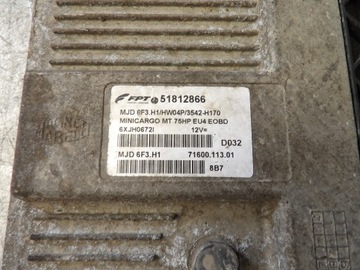 FPT 51812866
MJD 6F3.H1/HW04P/3542-H170
MINICARGO MT 75HP EU4 EOBD
6XJH0672I 12V=
D032
MJD 6F3.H1 71600.113.01
8B7